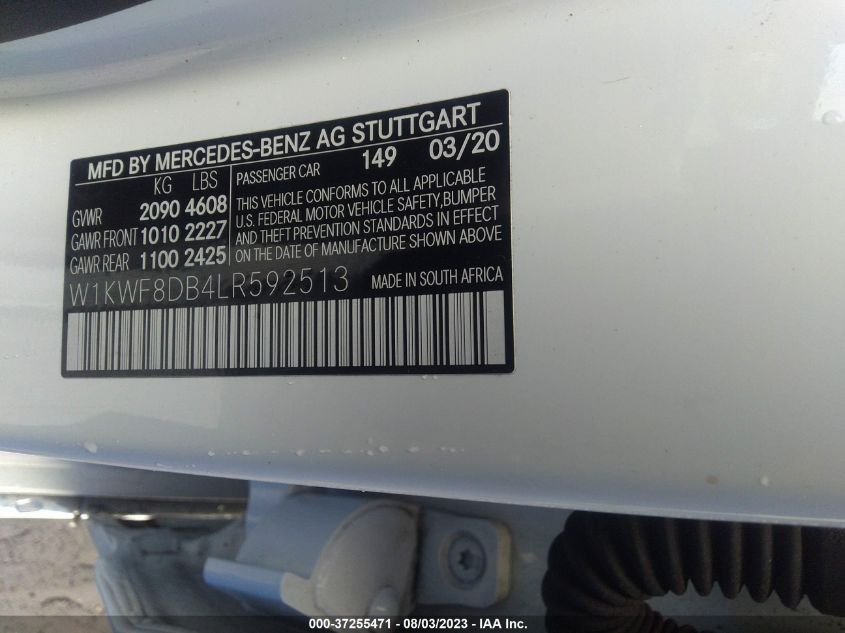 MFD BY MERCEDES-BENZ AG STUTTGART
KG LBS
GVWR 2090 4608
GAWR FRONT 1010 2227
GAWR REAR 1100 2425
PASSENGER CAR 149 03/20
THIS VEHICLE CONFORMS TO ALL APPLICABLE
U.S. FEDERAL MOTOR VEHICLE SAFETY,BUMPER
AND THEFT PREVENTION STANDARDS IN EFFECT
ON THE DATE OF MANUFACTURE SHOWN ABOVE
W1KWF8DB4LR592513 MADE IN SOUTH AFRICA
000-37255471 - 08/03/2023 - IAA Inc.